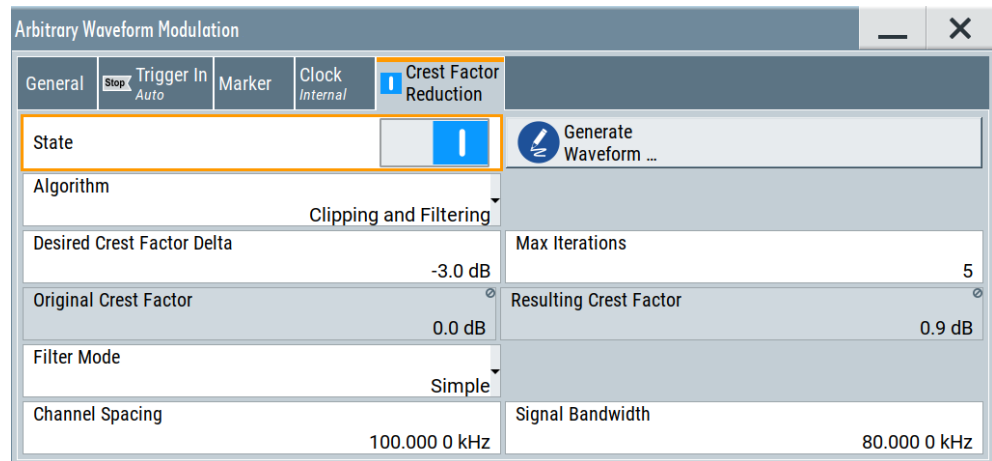 Arbitrary Waveform Modulation
General
Stop Trigger In
Auto
Marker
Clock
Internal
Crest Factor
Reduction
State
Generate
Waveform ...
Algorithm
Clipping and Filtering
Desired Crest Factor Delta
-3.0 dB
Max Iterations
5
Original Crest Factor
0.0 dB
Resulting Crest Factor
0.9 dB
Filter Mode
Simple
Channel Spacing
100.000 0 kHz
Signal Bandwidth
80.000 0 kHz